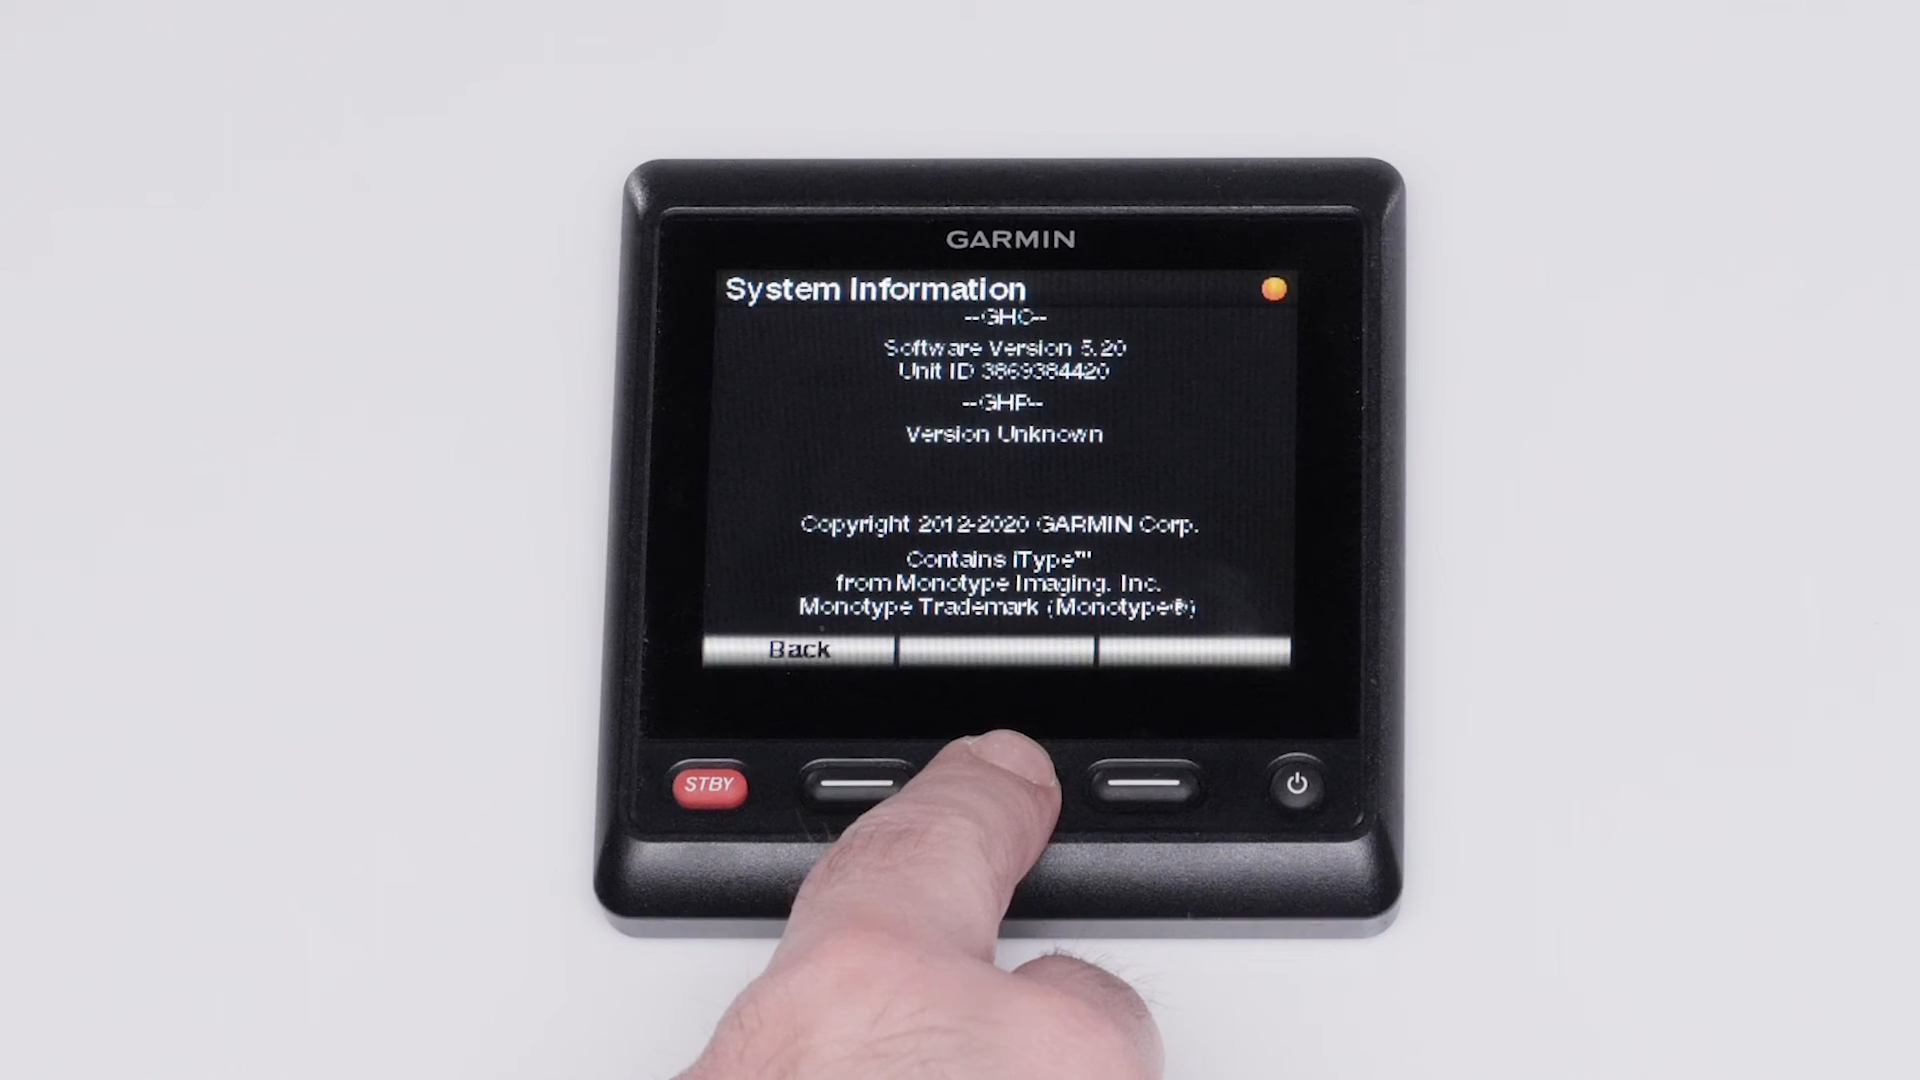 GARMIN
System Information
--GHC--
Software Version 5.20
Unit ID 3869384420
--GHP--
Version Unknown
Copyright 2012-2020 GARMIN Corp.
Contains iType™
from Monotype Imaging, Inc.
Monotype Trademark (Monotype®)
Back
STBY